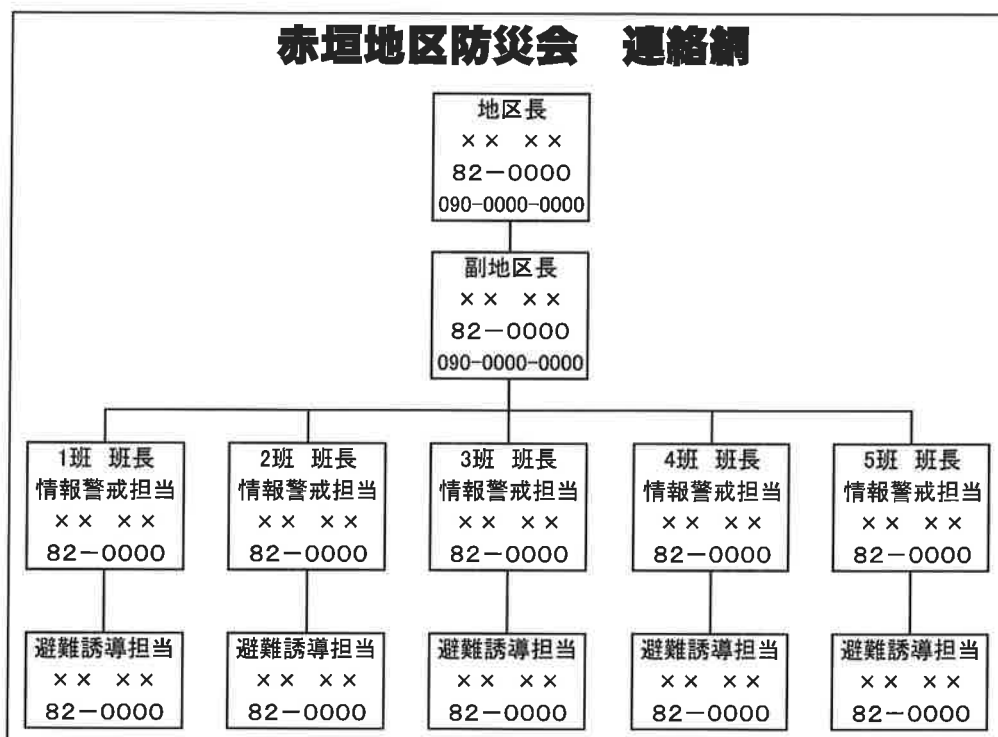 赤垣地区防災会　連絡網
地区長
××　××
82－0000
090-0000-0000
副地区長
××　××
82－0000
090-0000-0000
1班　班長
情報警戒担当
××　××
82－0000
2班　班長
情報警戒担当
××　××
82－0000
3班　班長
情報警戒担当
××　××
82－0000
4班　班長
情報警戒担当
××　××
82－0000
5班　班長
情報警戒担当
××　××
82－0000
避難誘導担当
××　××
82－0000
避難誘導担当
××　××
82－0000
避難誘導担当
××　××
82－0000
避難誘導担当
××　××
82－0000
避難誘導担当
××　××
82－0000